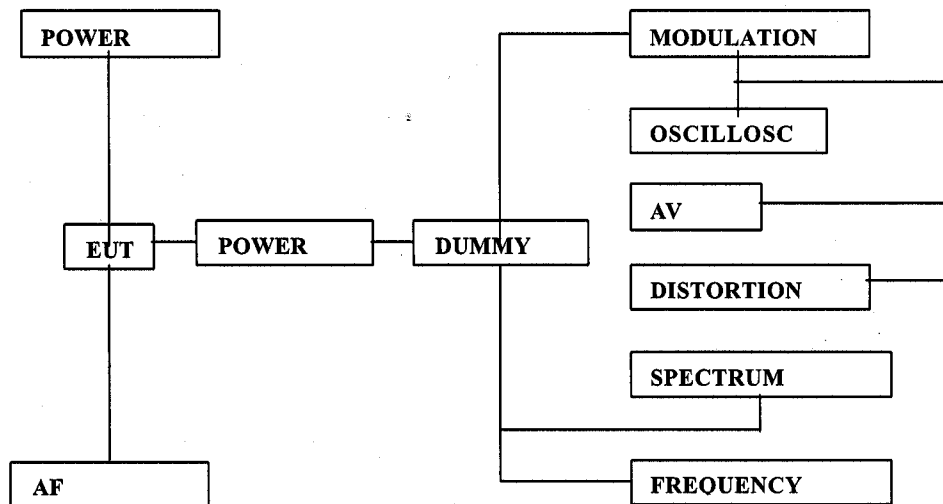 POWER
MODULATION
OSCILLOSC
AV
EUT
POWER
DUMMY
DISTORTION
SPECTRUM
AF
FREQUENCY